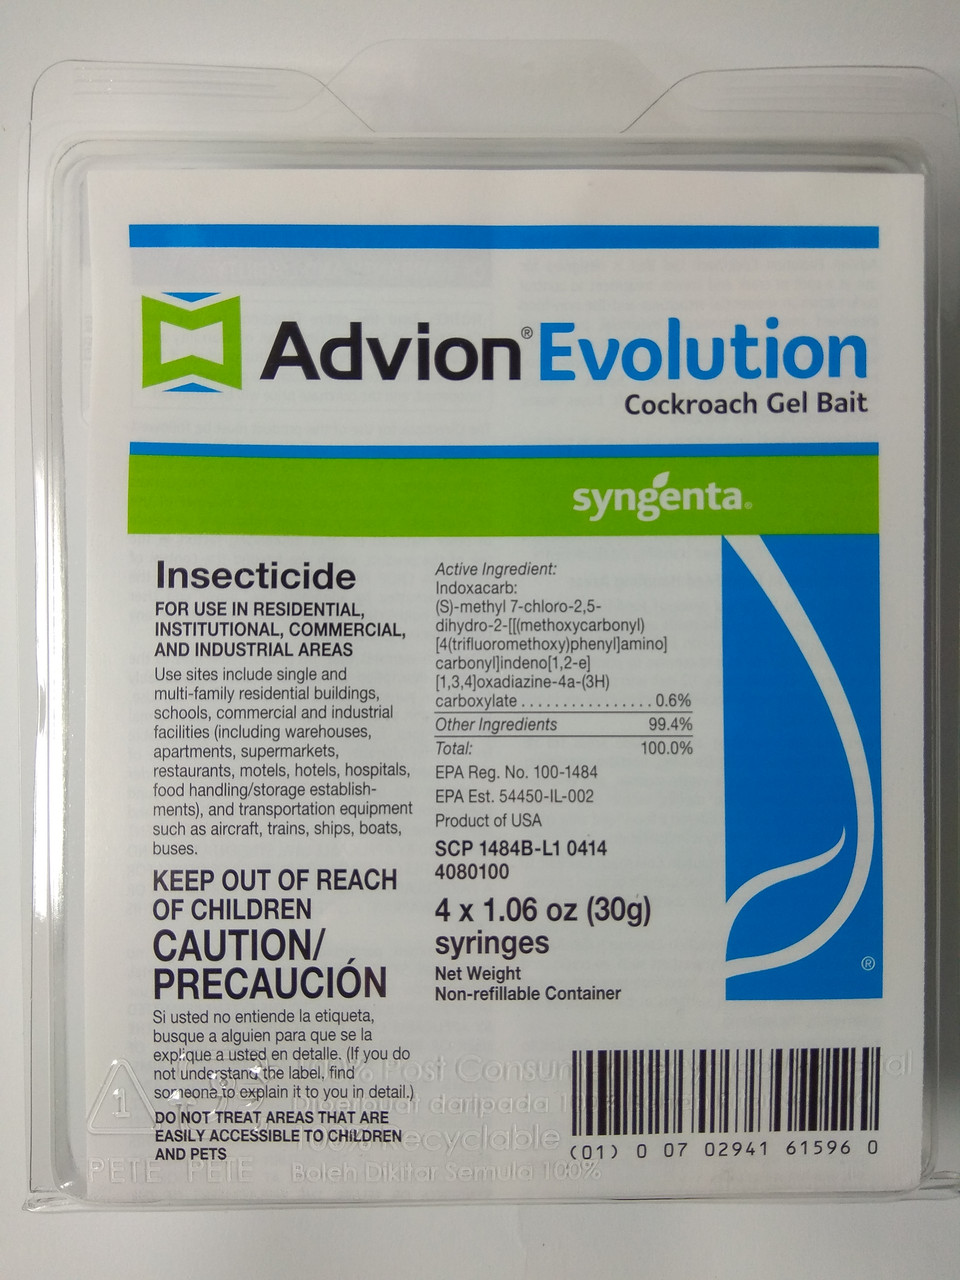 Advion® Evolution
Cockroach Gel Bait
syngenta®
Insecticide
FOR USE IN RESIDENTIAL,
INSTITUTIONAL, COMMERCIAL,
AND INDUSTRIAL AREAS
Use sites include single and
multi-family residential buildings,
schools, commercial and industrial
facilities (including warehouses,
apartments, supermarkets,
restaurants, motels, hotels, hospitals,
food handling/storage establish-
ments), and transportation equipment
such as aircraft, trains, ships, boats,
buses.
KEEP OUT OF REACH
OF CHILDREN
CAUTION/
PRECAUCIÓN
Si usted no entiende la etiqueta,
busque a alguien para que se la
explique a usted en detalle. (If you do
not understand the label, find
someone to explain it to you in detail.)
DO NOT TREAT AREAS THAT ARE
EASILY ACCESSIBLE TO CHILDREN
AND PETS
Active Ingredient:
Indoxacarb:
(S)-methyl 7-chloro-2,5-
dihydro-2-[[(methoxycarbonyl)
[4(trifluoromethoxy)phenyl]amino]
carbonyl]indeno[1,2-e]
[1,3,4]oxadiazine-4a-(3H)
carboxylate ................ 0.6%
Other Ingredients 99.4%
Total: 100.0%
EPA Reg. No. 100-1484
EPA Est. 54450-IL-002
Product of USA
SCP 1484B-L1 0414
4080100
4 x 1.06 oz (30g)
syringes
Net Weight
Non-refillable Container
®
(01) 0 07 02941 61596 0
1
PETE PETE
100% Post Consumer
Diperbuat daripada
100% Recyclable
Boleh Dikitar Semula 100%